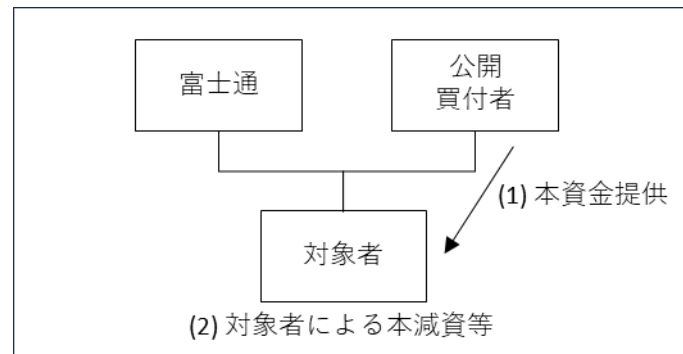 富士通
公開
買付者
(1) 本資金提供
対象者
(2) 対象者による本減資等